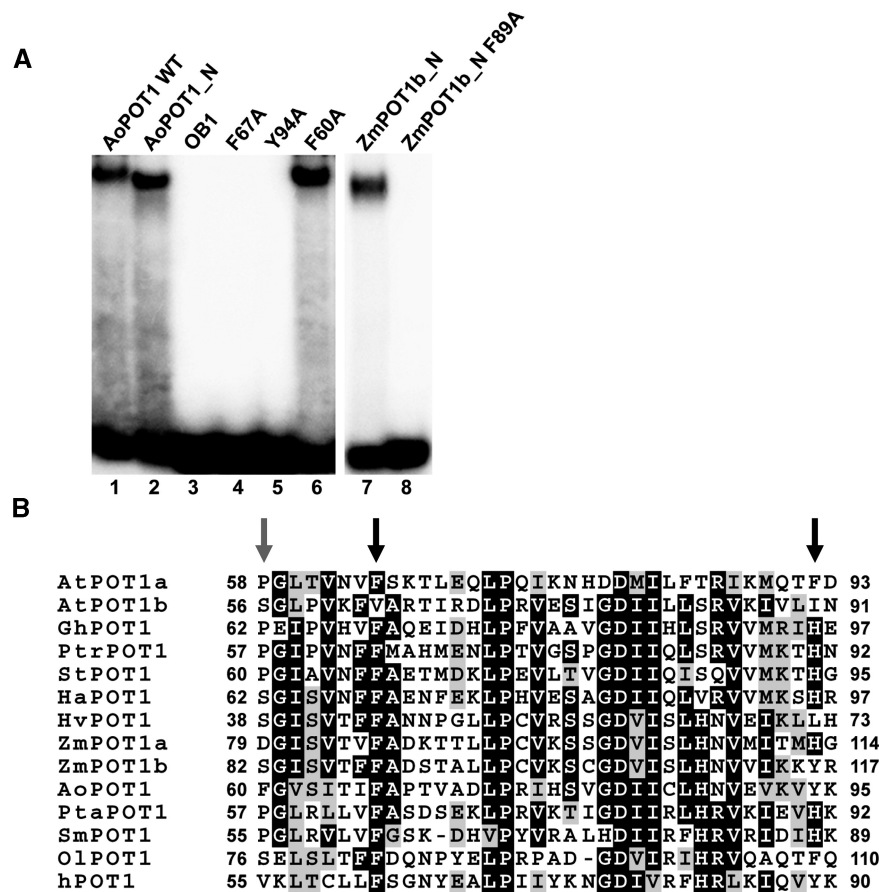 A
AoPOT1 WT
AoPOT1_N
OB1
F67A
Y94A
F60A
ZmPOT1b_N
ZmPOT1b_N F89A
1 2 3 4 5 6 7 8
B
AtPOT1a 58 PGLTVNVFSKTLEQLPQIKNHDDMILFTRIKMQTFD 93
AtPOT1b 56 SGLPVKFVARTIRDLPRVESIGDIILLSRVKIVLIN 91
GhPOT1 62 PEIPVHVFAQEIDHLPFVAAVGDIIHLSRVVMRIHE 97
PtrPOT1 57 PGIPVNFFMAHMENLPTVGSPGDIIQLSRVVMKTHN 92
StPOT1 60 PGIAVNFFAETMDKLPEVLTVGDIIQISQVVMKTHG 95
HaPOT1 62 SGISVNFFAENFEKLPHVESAGDIIQLVRVVMKSHR 97
HvPOT1 38 SGISVTFFANNPGLLPCVRSSGDVISLHNVEIKLLH 73
ZmPOT1a 79 DGISVTVFADKTTLLPCVKSSGDVISLHNVMITMHG 114
ZmPOT1b 82 SGISVTFFADSTALLPCVKSCGDVISLHNVVIKKYR 117
AoPOT1 60 FGVSITIFAPTVADLPRIHSVGDIICLHNVEVKVYK 95
PtaPOT1 57 PGLRLLVFASDSEKLPRVKTIGDIILHRVKIEVHK 92
SmPOT1 55 PGLRVLVFGSK-DHVPYVRALHDIIRFHRVRIDIHK 89
OlPOT1 76 SELSLTFFDQNPYELPRPAD-GDVIRIHRVQAQTFQ 110
hPOT1 55 VKLTCLLFSGNYEALPIIYKNGDIVRFHRLKIQVYK 90